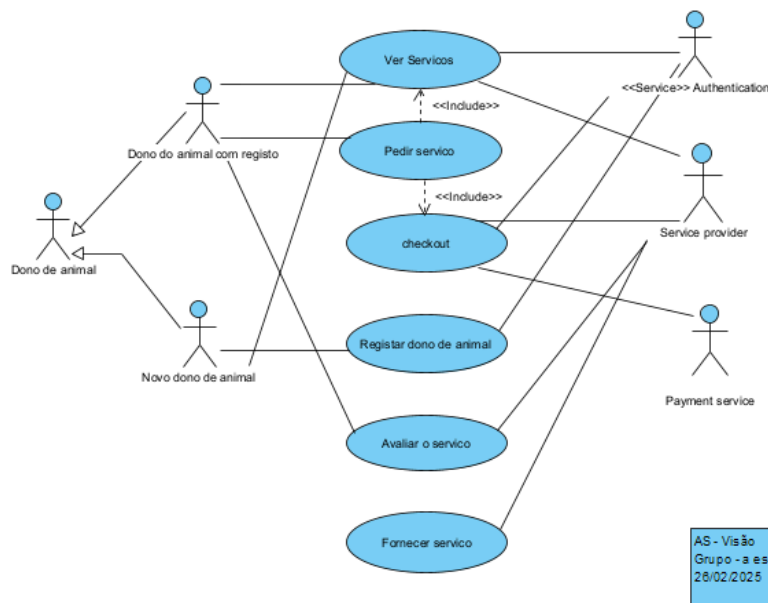 Ver Servicos
<<Service>> Authentication
<<Include>>
Dono do animal com registo
Pedir servico
<<Include>>
Service provider
checkout
Dono de animal
Registar dono de animal
Novo dono de animal
Payment service
Avaliar o servico
Fornecer servico
AS - Visão
Grupo - a es
26/02/2025